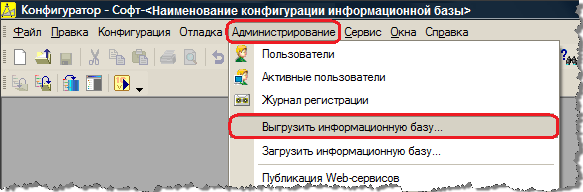 Конфигуратор - Софт-<Наименование конфигурации информационной базы>
Файл Правка Конфигурация Отладка Администрирование Сервис Окна Справка
Пользователи
Активные пользователи
Журнал регистрации
Выгрузить информационную базу...
Загрузить информационную базу...
Публикация Web-сервисов